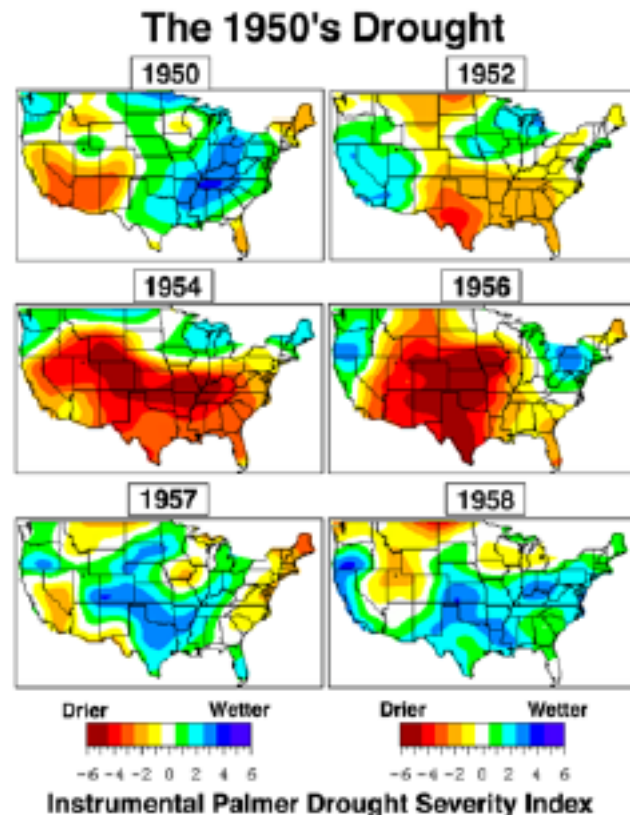 The 1950's Drought
1950 1952
1954 1956
1957 1958
Drier Wetter Drier Wetter
-6 -4 -2 0 2 4 6 -6 -4 -2 0 2 4 6
Instrumental Palmer Drought Severity Index